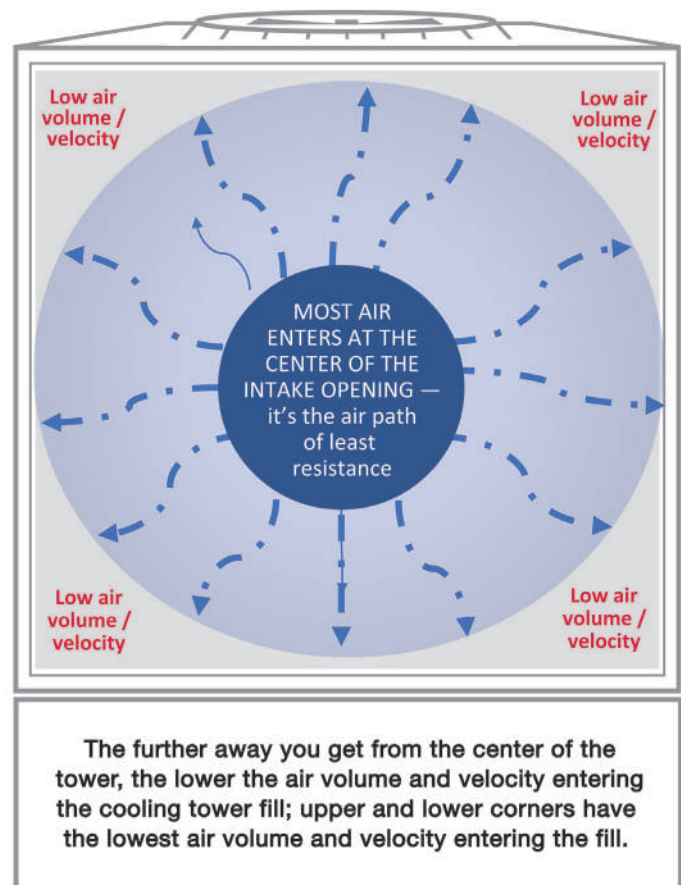 Low air
volume /
velocity
Low air
volume /
velocity
MOST AIR
ENTERS AT THE
CENTER OF THE
INTAKE OPENING —
it's the air path
of least
resistance
Low air
volume /
velocity
Low air
volume /
velocity
The further away you get from the center of the
tower, the lower the air volume and velocity entering
the cooling tower fill; upper and lower corners have
the lowest air volume and velocity entering the fill.